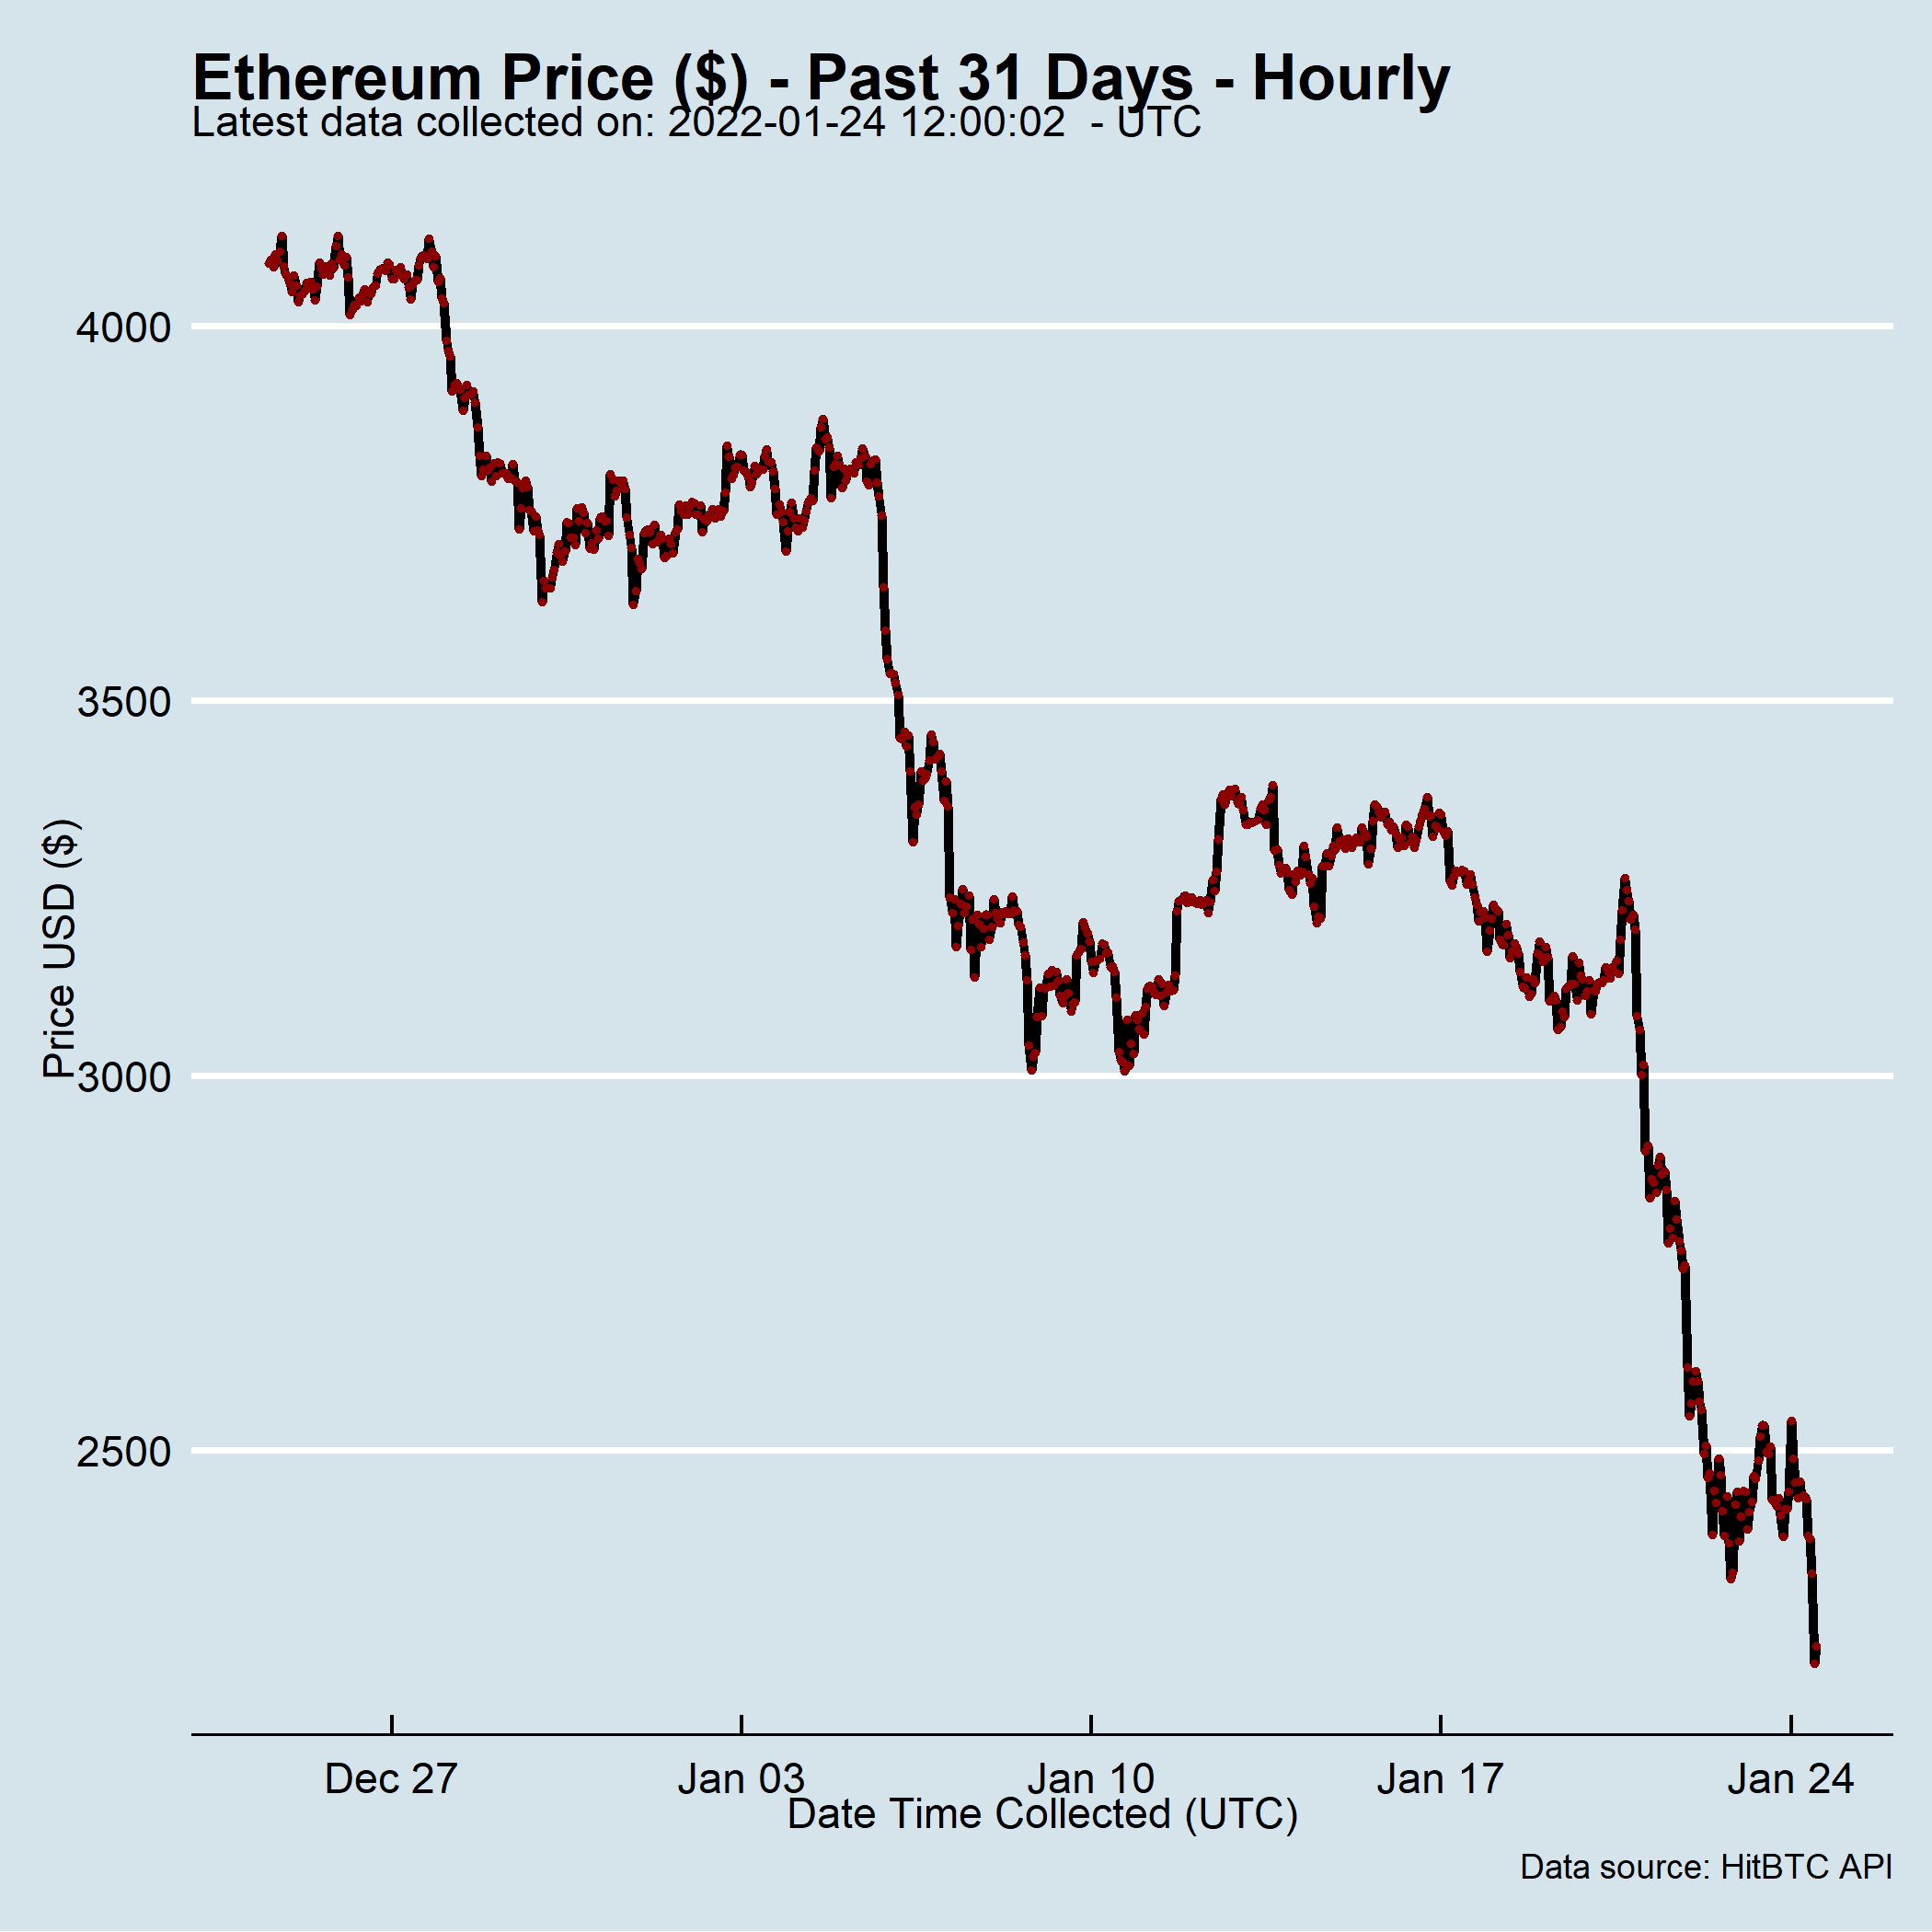 Ethereum Price ($) - Past 31 Days - Hourly
Latest data collected on: 2022-01-24 12:00:02  - UTC
4000
3500
3000
2500
Price USD ($)
Dec 27
Jan 03
Jan 10
Jan 17
Jan 24
Date Time Collected (UTC)
Data source: HitBTC API